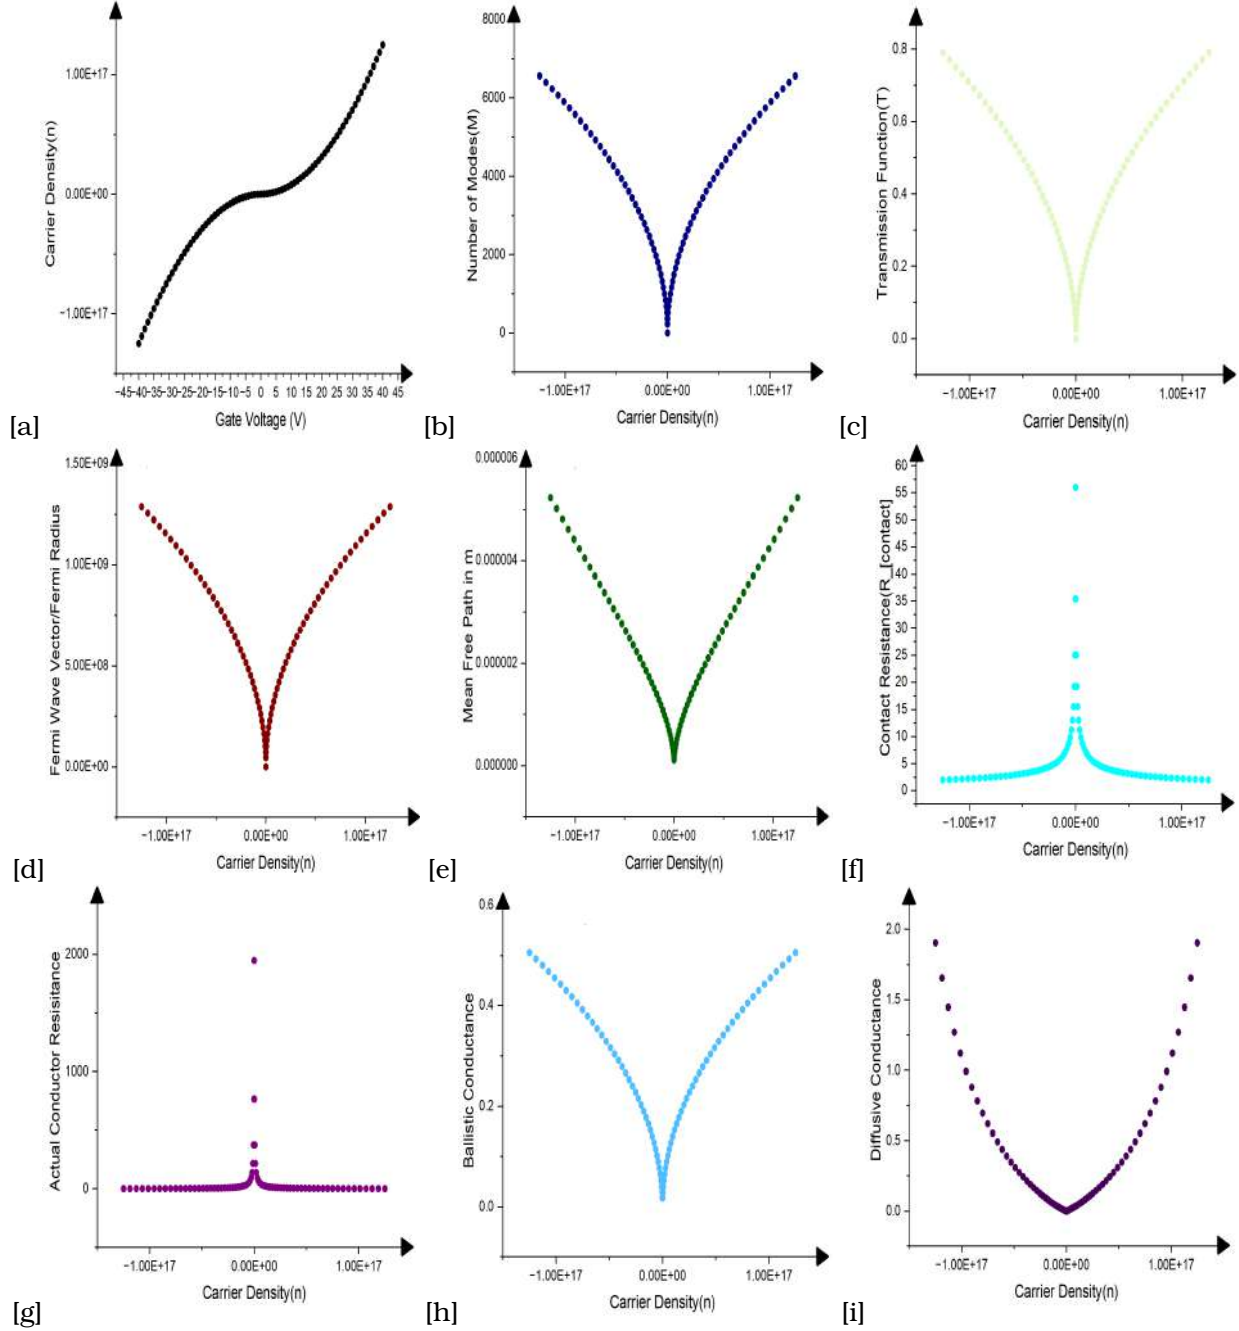 1.00E+17
0.00E+00
−1.00E+17
Carrier Density(n)
−45−40−35−30−25−20−15−10−5 0 5 10 15 20 25 30 35 40 45
Gate Voltage (V)
[a]
8000
6000
4000
2000
0
Number of Modes(M)
−1.00E+17 0.00E+00 1.00E+17
Carrier Density(n)
[b]
0.8
0.6
0.4
0.2
0.0
Transmission Function(T)
−1.00E+17 0.00E+00 1.00E+17
Carrier Density(n)
[c]
1.50E+09
1.00E+09
5.00E+08
0.00E+00
Fermi Wave Vector/Fermi Radius
−1.00E+17 0.00E+00 1.00E+17
Carrier Density(n)
[d]
0.000006
0.000004
0.000002
0.000000
Mean Free Path in m
−1.00E+17 0.00E+00 1.00E+17
Carrier Density(n)
[e]
60
55
50
45
40
35
30
25
20
15
10
5
0
Contact Resistance(R_[contact]
−1.00E+17 0.00E+00 1.00E+17
Carrier Density(n)
[f]
2000
1000
0
Actual Conductor Resisitance
−1.00E+17 0.00E+00 1.00E+17
Carrier Density(n)
[g]
0.6
0.4
0.2
0.0
Ballistic Conductance
−1.00E+17 0.00E+00 1.00E+17
Carrier Density(n)
[h]
2.0
1.5
1.0
0.5
0.0
Diffusive Conductance
−1.00E+17 0.00E+00 1.00E+17
Carrier Density(n)
[i]